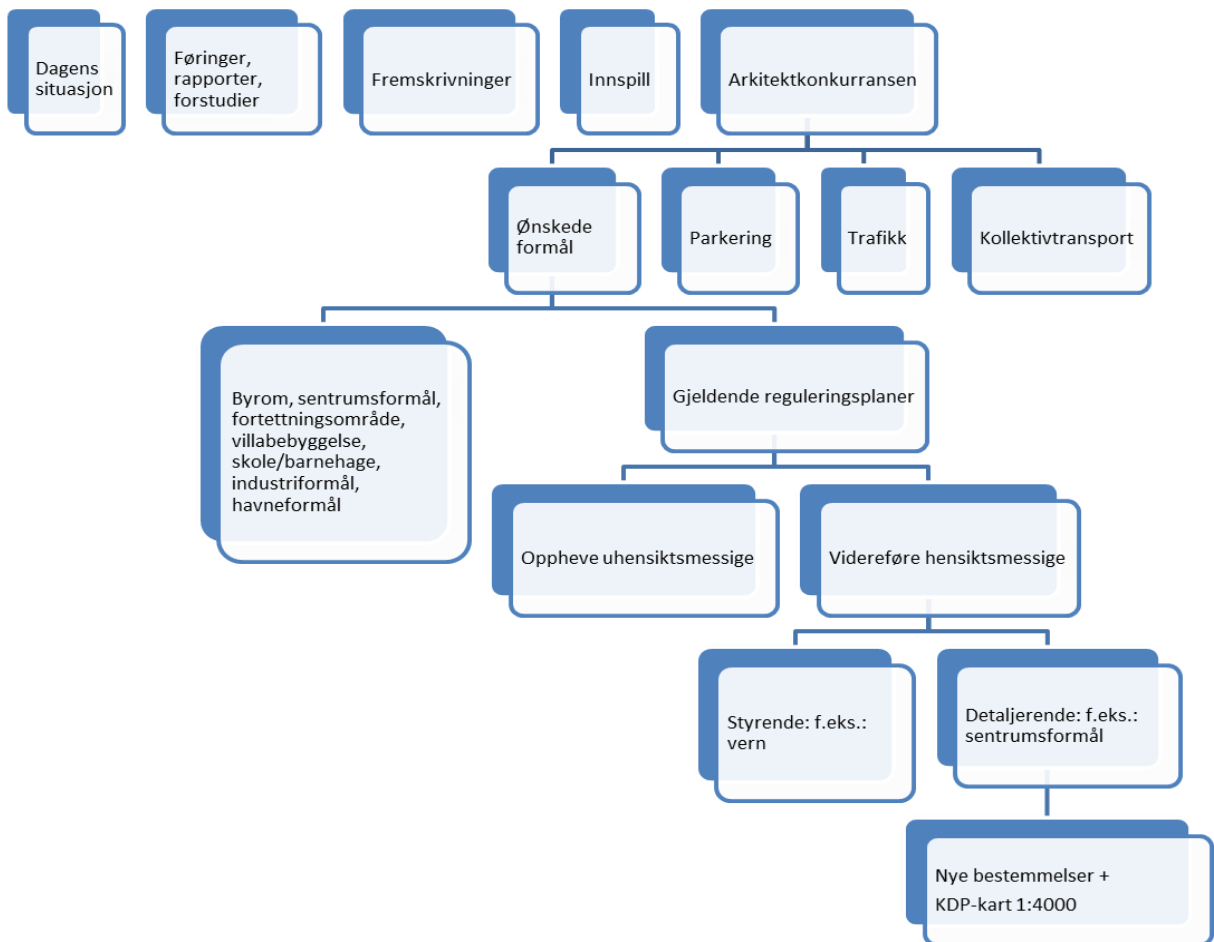 Dagens
situasjon
Føringer,
rapporter,
forstudier
Fremskrivninger
Innspill
Arkitektkonkurransen
Ønskede
formål
Parkering
Trafikk
Kollektivtransport
Byrom, sentrumsformål,
fortettningsområde,
villabebyggelse,
skole/barnehage,
industriformål,
havneformål
Gjeldende reguleringsplaner
Oppheve uhensiktsmessige
Videreføre hensiktsmessige
Styrende: f.eks.:
vern
Detaljerende: f.eks.:
sentrumsformål
Nye bestemmelser +
KDP-kart 1:4000